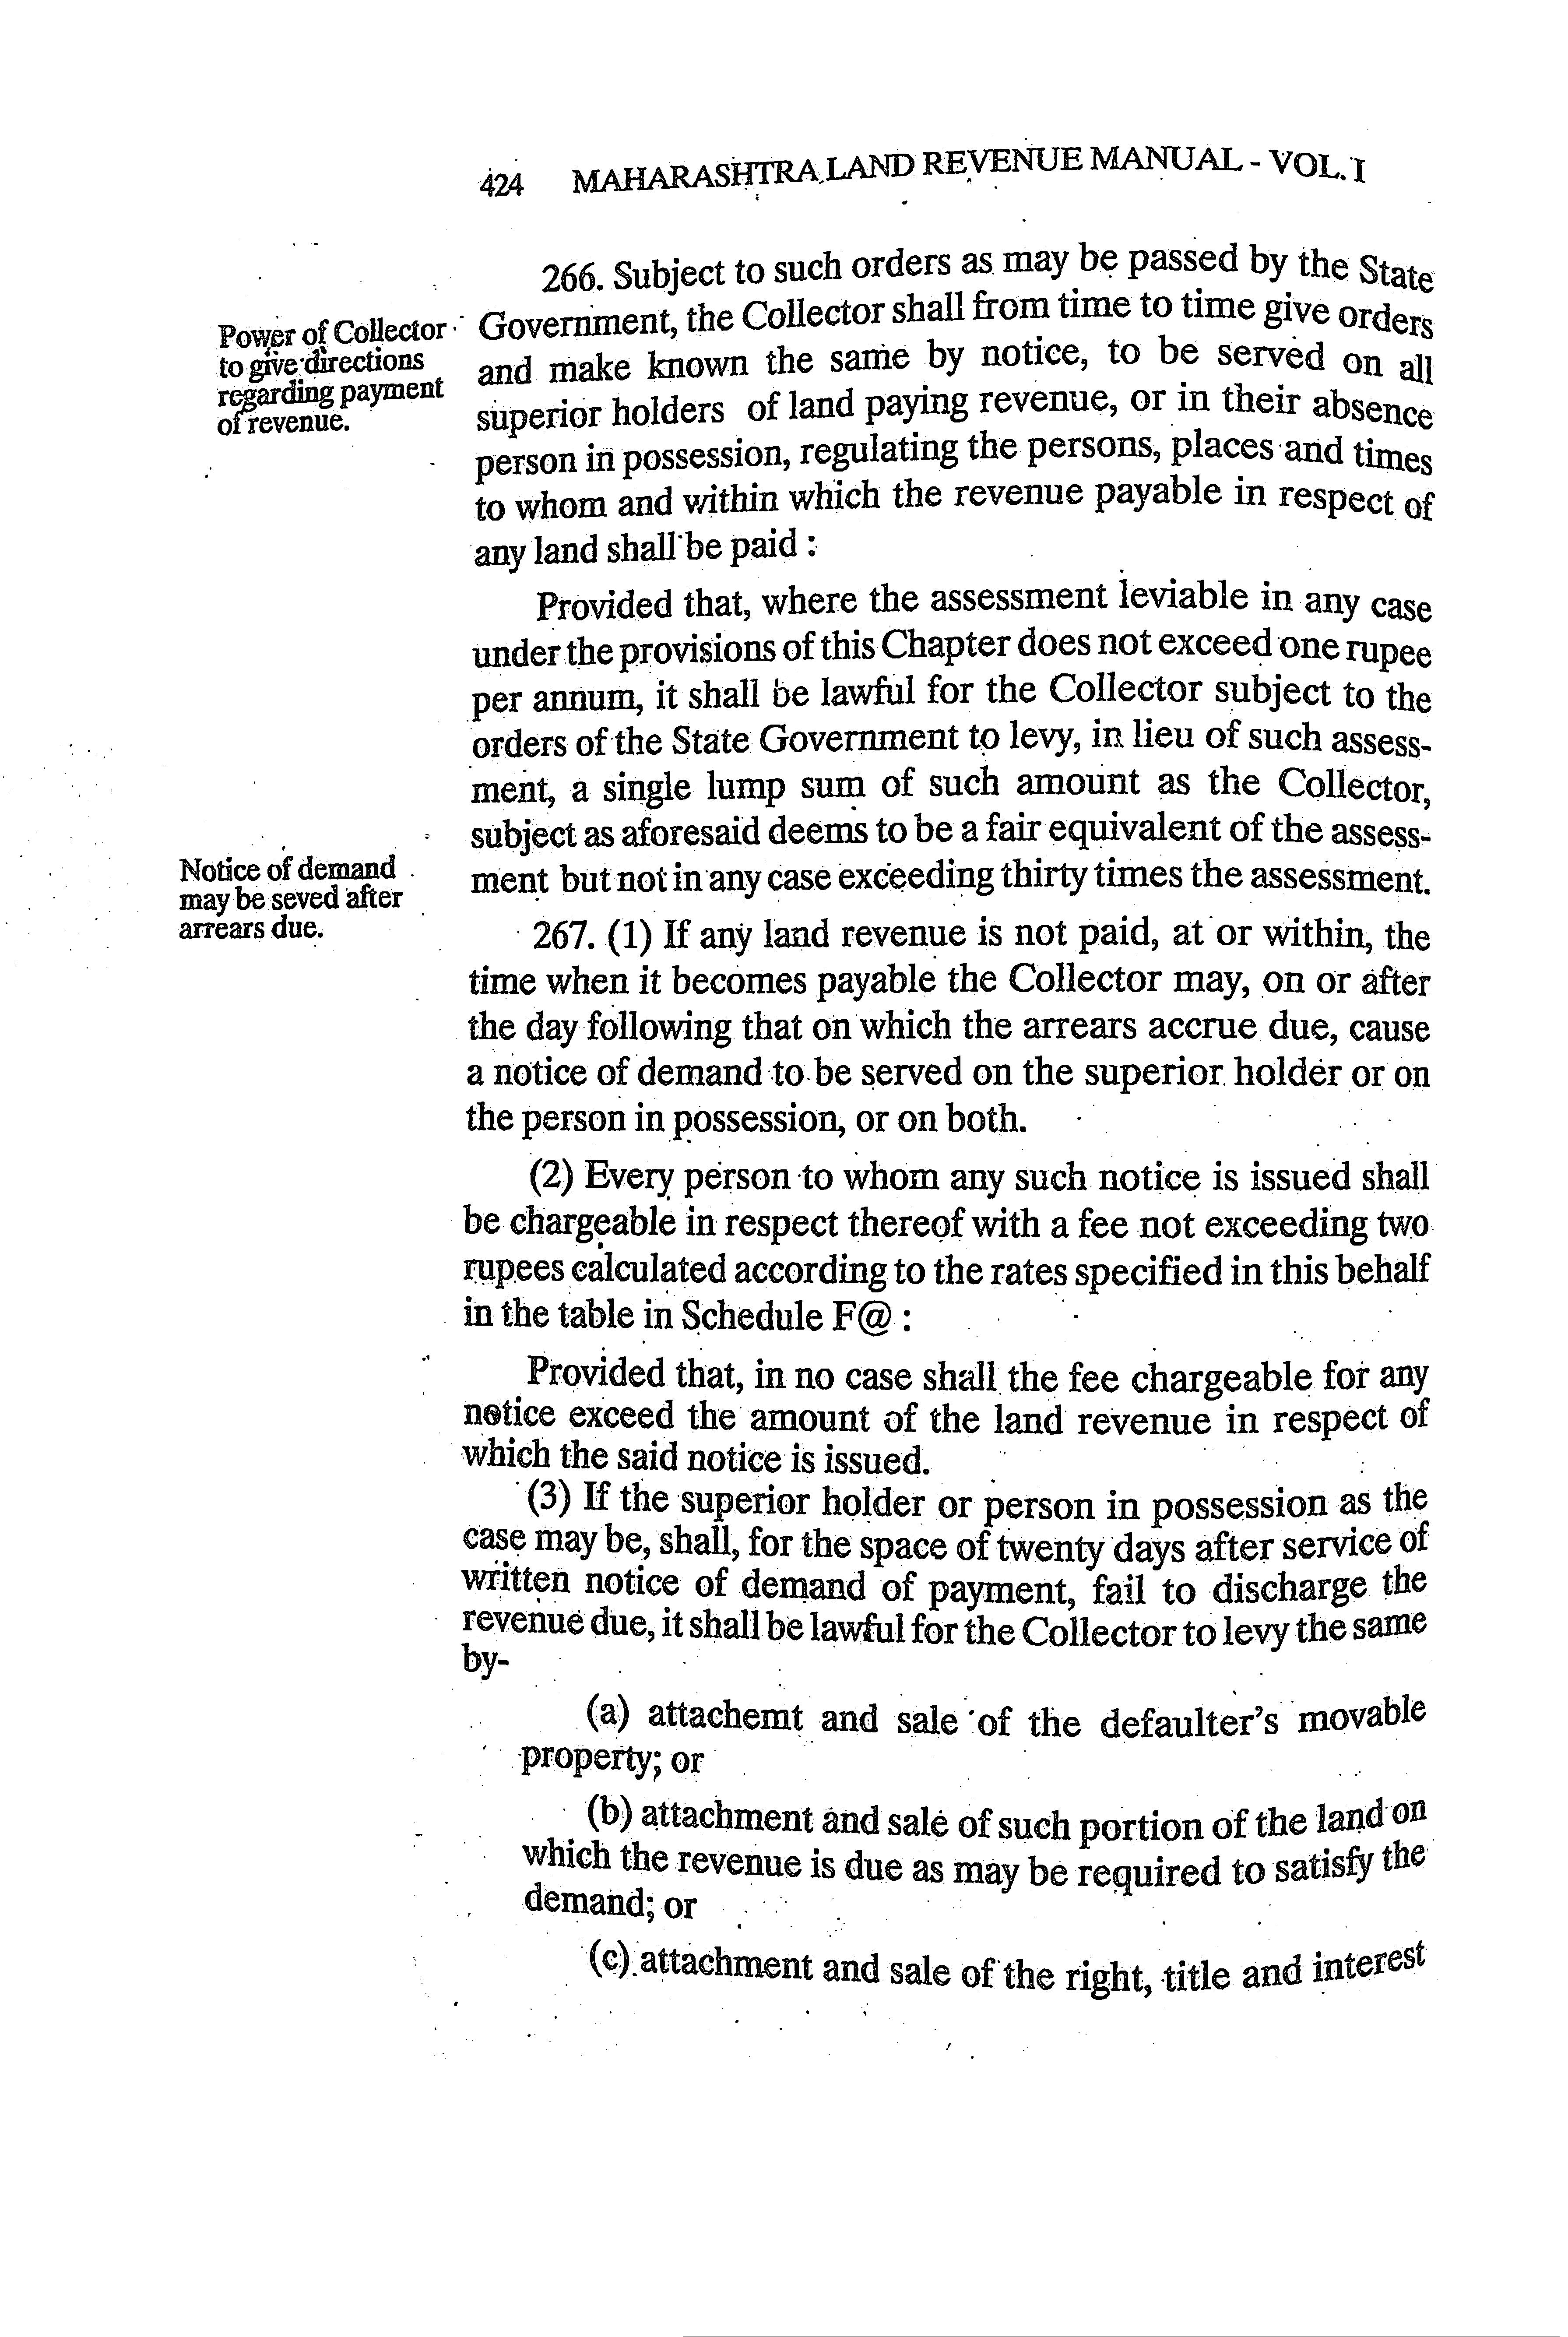 424 MAHARASHTRA LAND REVENUE MANUAL - VOL. I
266. Subject to such orders as may be passed by the State
Power of Collector
to give directions
regarding payment
of revenue.
Government, the Collector shall from time to time give orders
and make known the same by notice, to be served on all
superior holders of land paying revenue, or in their absence
person in possession, regulating the persons, places and times
to whom and within which the revenue payable in respect of
any land shall be paid :
Provided that, where the assessment leviable in any case
under the provisions of this Chapter does not exceed one rupee
per annum, it shall be lawful for the Collector subject to the
orders of the State Government to levy, in lieu of such assess-
ment, a single lump sum of such amount as the Collector,
subject as aforesaid deems to be a fair equivalent of the assess-
ment but not in any case exceeding thirty times the assessment.
Notice of demand
may be seved after
arrears due.
267. (1) If any land revenue is not paid, at or within, the
time when it becomes payable the Collector may, on or after
the day following that on which the arrears accrue due, cause
a notice of demand to be served on the superior holder or on
the person in possession, or on both.
(2) Every person to whom any such notice is issued shall
be chargeable in respect thereof with a fee not exceeding two
rupees calculated according to the rates specified in this behalf
in the table in Schedule F@ :
Provided that, in no case shall the fee chargeable for any
notice exceed the amount of the land revenue in respect of
which the said notice is issued.
(3) If the superior holder or person in possession as the
case may be, shall, for the space of twenty days after service of
written notice of demand of payment, fail to discharge the
revenue due, it shall be lawful for the Collector to levy the same
by-
(a) attachemt and sale of the defaulter's movable
property; or
(b) attachment and sale of such portion of the land on
which the revenue is due as may be required to satisfy the
demand; or
(c) attachment and sale of the right, title and interest